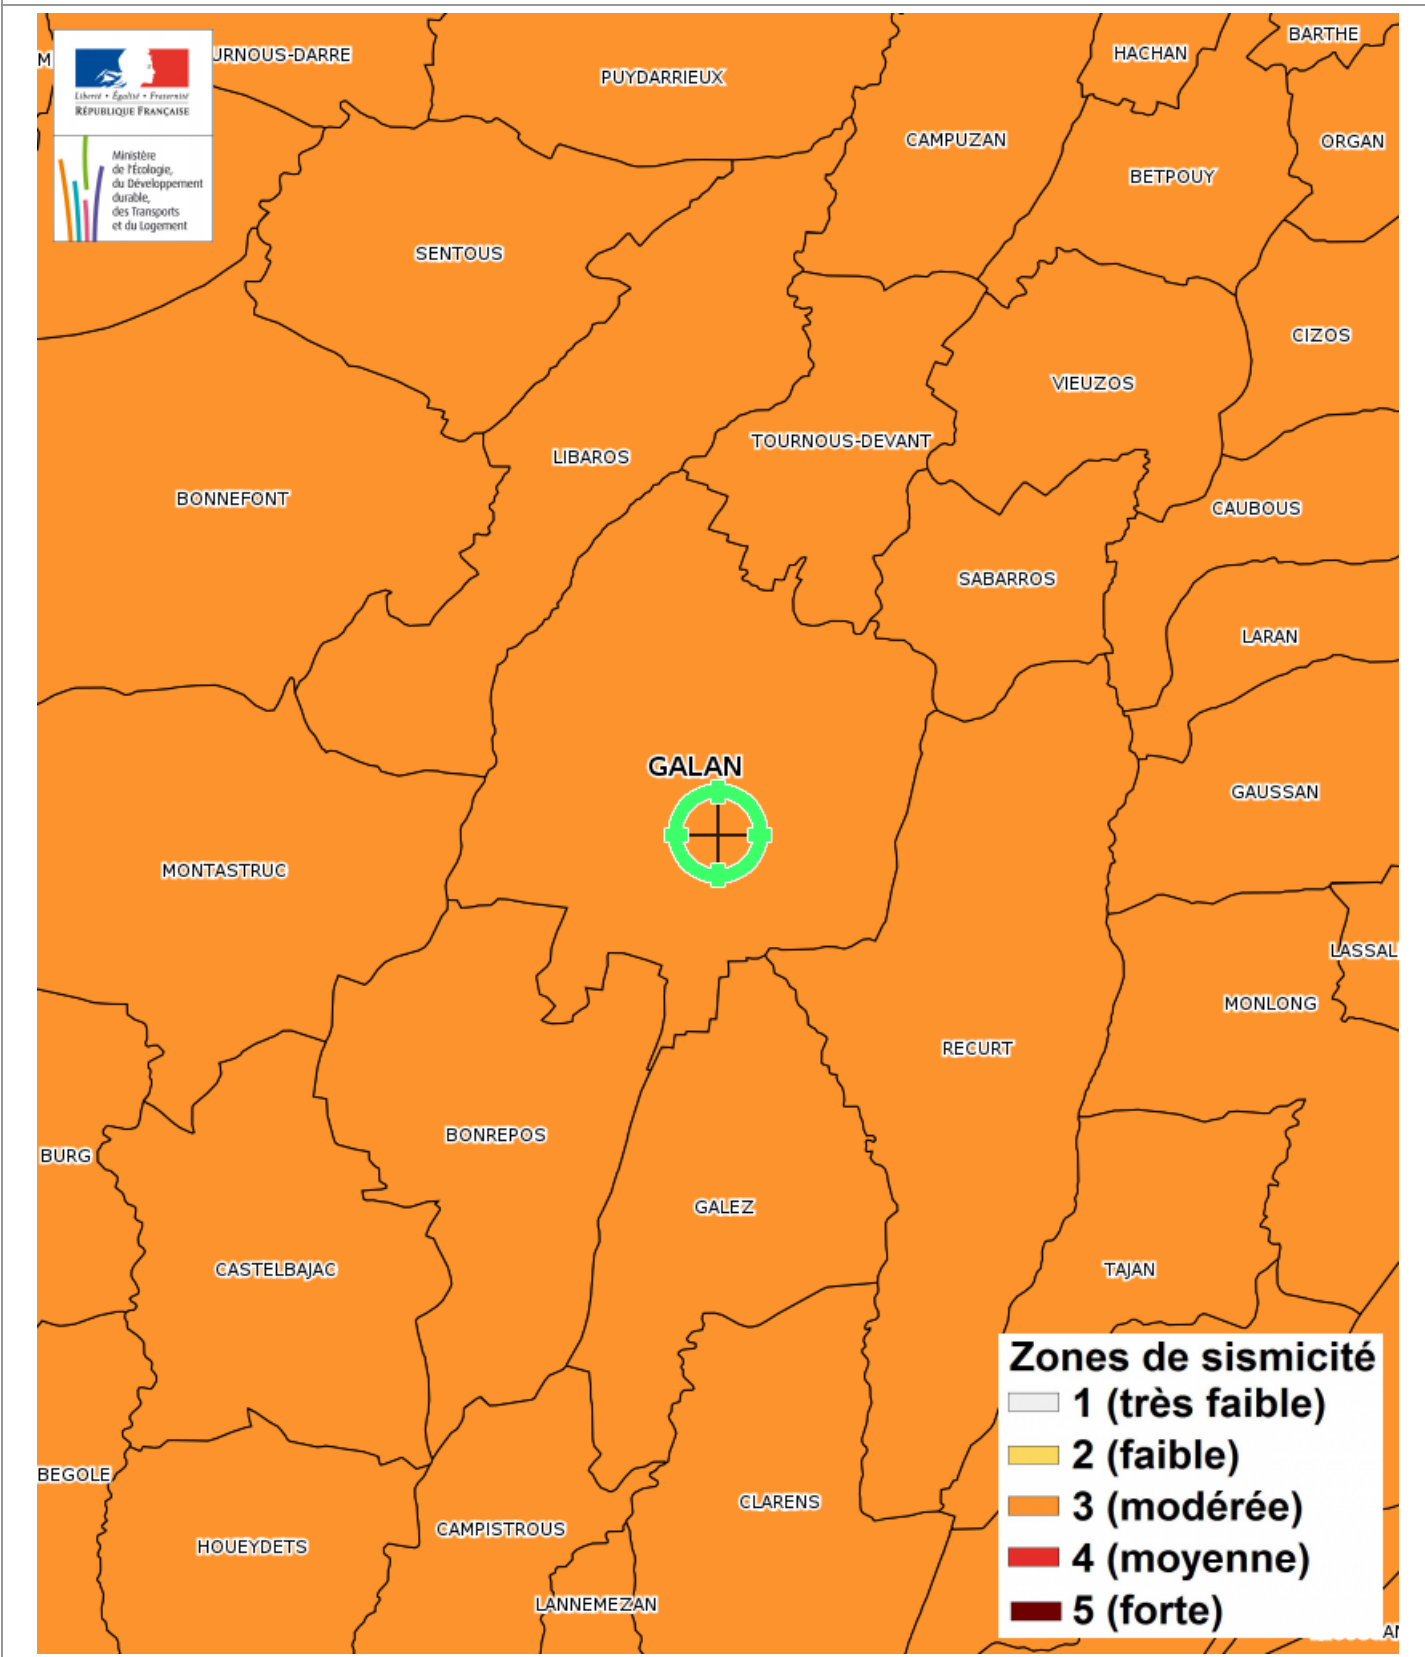 URNOUS-DARRE
PUYDARRIEUX
HACHAN
BARTHE
M
Liberté • Égalité • Fraternité
RÉPUBLIQUE FRANÇAISE
Ministère
de l'Écologie,
du Développement
durable,
des Transports
et du Logement
CAMPUZAN
ORGAN
BETPOUY
SENTOUS
CIZOS
VIEUZOS
TOURNOUS-DEVANT
LIBAROS
BONNEFONT
CAUBOUS
SABARROS
LARAN
GALAN
GAUSSAN
MONTASTRUC
LASSAL
MONLONG
RECURT
BONREPOS
BURG
GALEZ
CASTELBAJAC
TAJAN
Zones de sismicité
1 (très faible)
2 (faible)
3 (modérée)
4 (moyenne)
5 (forte)
BEGOLE
CLARENS
CAMPISTROUS
HOUEYDETS
LANNEMEZAN